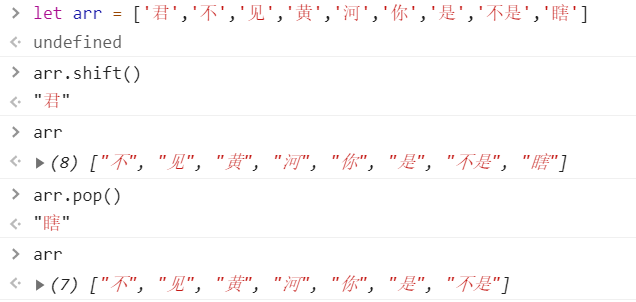 > let arr = ['君','不','见','黄','河','你','是','不是','瞎']
<· undefined
> arr.shift()
<· "君"
> arr
<· ▶(8) ["不", "见", "黄", "河", "你", "是", "不是", "瞎"]
> arr.pop()
<· "瞎"
> arr
<· ▶(7) ["不", "见", "黄", "河", "你", "是", "不是"]